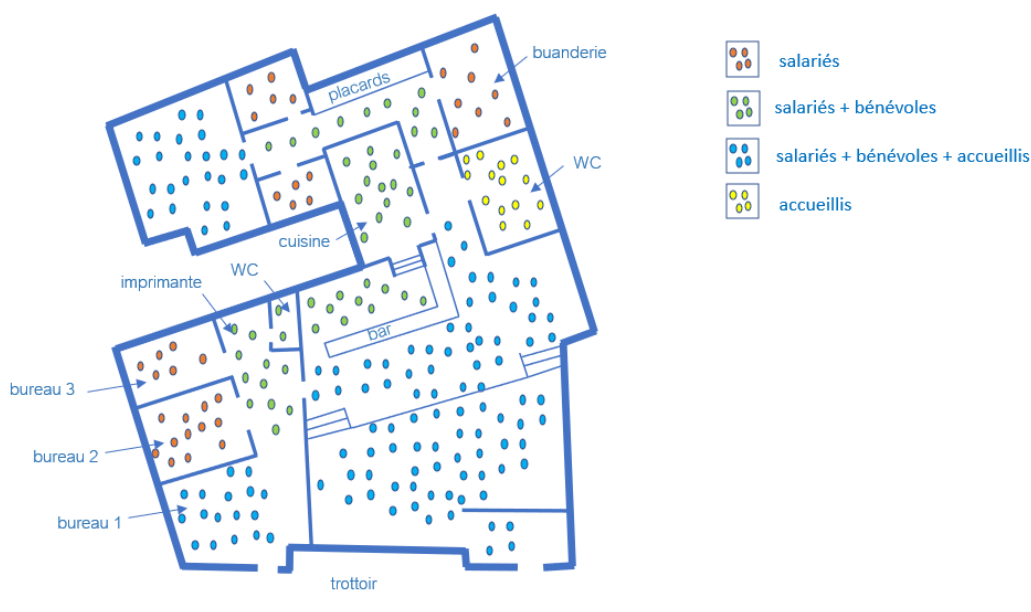 buanderie
placards
WC
cuisine
WC
imprimante
bar
bureau 3
bureau 2
bureau 1
trottoir
salariés
salariés + bénévoles
salariés + bénévoles + accueillis
accueillis